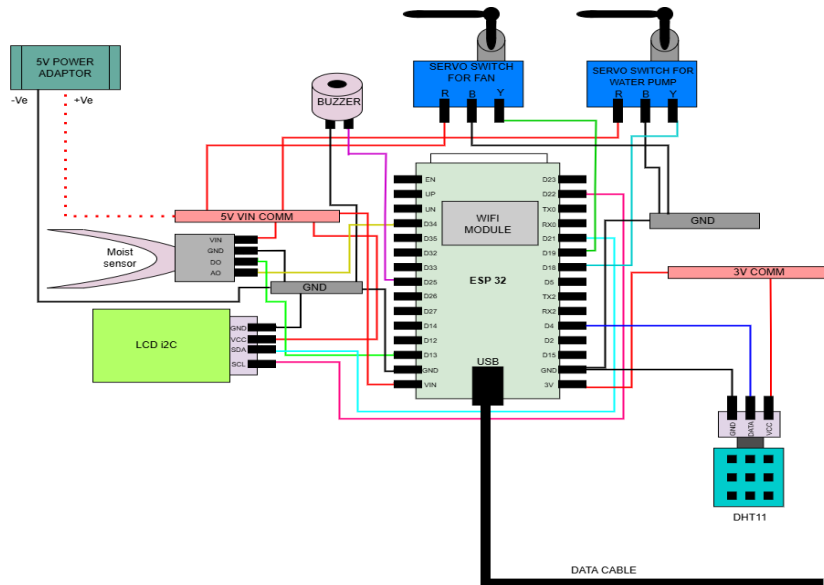 5V POWER
ADAPTOR
-Ve
+Ve
BUZZER
SERVO SWITCH
FOR FAN
R B Y
SERVO SWITCH FOR
WATER PUMP
R B Y
5V VIN COMM
Moist
sensor
VIN
GND
DO
AO
GND
LCD i2C
GND
VCC
SDA
SCL
EN
UP
UN
D34
D35
D32
D33
D25
D26
D27
D14
D12
D13
GND
VIN
WIFI
MODULE
ESP 32
USB
D23
D22
TX0
RX0
D21
D19
D18
D5
TX2
RX2
D4
D2
D15
GND
3V
GND
3V COMM
GND
DATA
VCC
DHT11
DATA CABLE